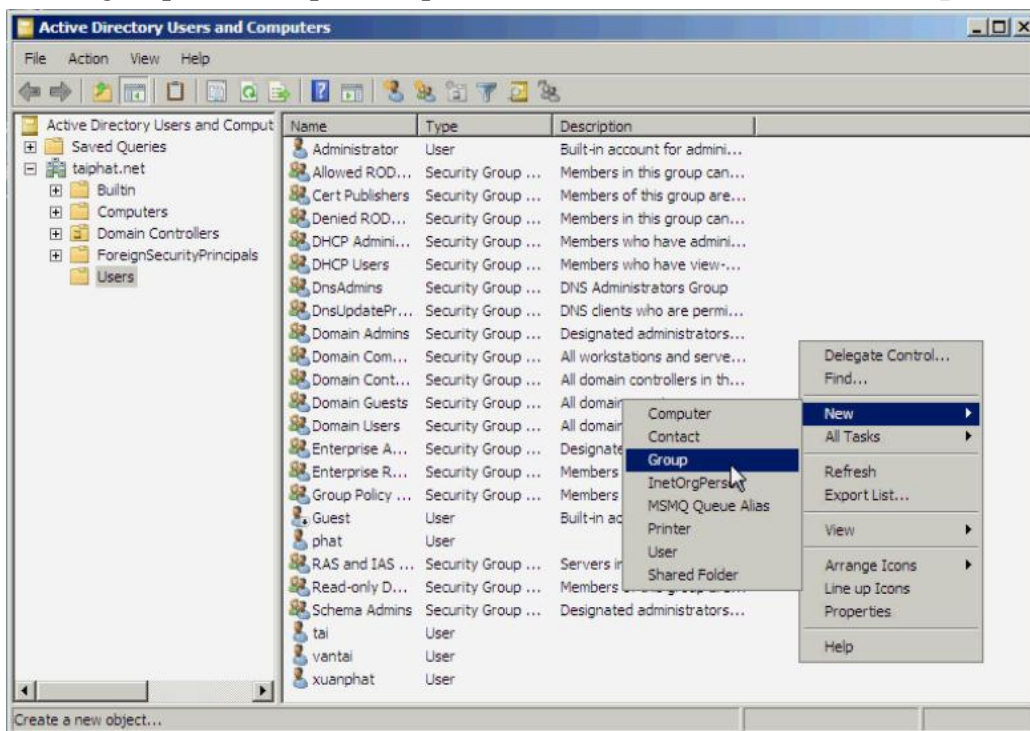 Active Directory Users and Computers
File Action View Help
Active Directory Users and Comput
Saved Queries
taiphat.net
Builtin
Computers
Domain Controllers
ForeignSecurityPrincipals
Users
Name Type Description
Administrator User Built-in account for admini...
Allowed ROD... Security Group ... Members in this group can...
Cert Publishers Security Group ... Members of this group are...
Denied ROD... Security Group ... Members in this group can...
DHCP Admini... Security Group ... Members who have admini...
DHCP Users Security Group ... Members who have view-...
DnsAdmins Security Group ... DNS Administrators Group
DnsUpdatePr... Security Group ... DNS clients who are permi...
Domain Admins Security Group ... Designated administrators...
Domain Com... Security Group ... All workstations and serve...
Domain Cont... Security Group ... All domain controllers in th...
Domain Guests Security Group ... All domain
Domain Users Security Group ... All domain
Enterprise A... Security Group ... Designate
Enterprise R... Security Group ... Members
Group Policy ... Security Group ... Members
Guest User Built-in ac
phat User
RAS and IAS ... Security Group ... Servers in
Read-only D... Security Group ... Members
Schema Admins Security Group ... Designated administrators...
tai User
vantai User
xuanphat User
Computer
Contact
Group
InetOrgPerson
MSMQ Queue Alias
Printer
User
Shared Folder
Delegate Control...
Find...
New
All Tasks
Refresh
Export List...
View
Arrange Icons
Line up Icons
Properties
Help
Create a new object...